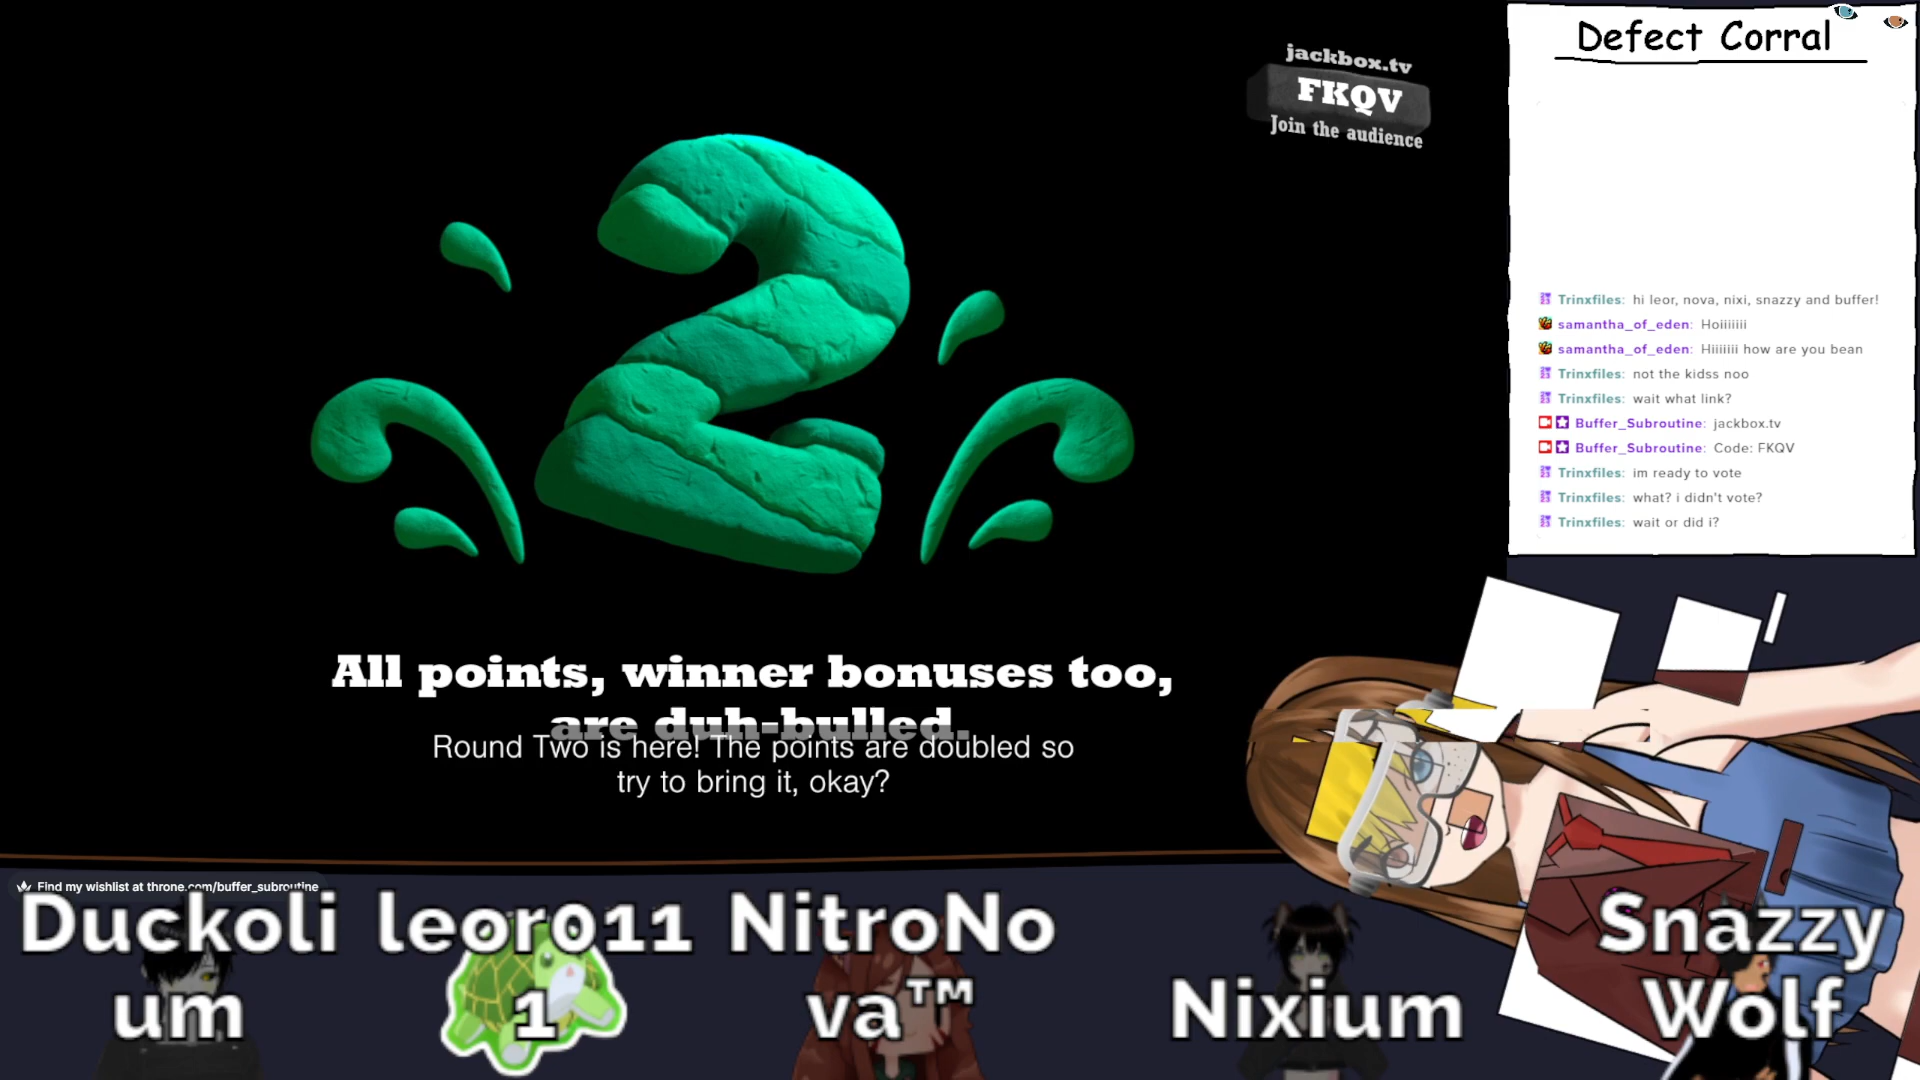 jackbox.tv
FKQV
Join the audience
2
All points, winner bonuses too,
are duh-bulled.
Round Two is here! The points are doubled so
try to bring it, okay?
Defect Corral
Trinxfiles: hi leor, nova, nixi, snazzy and buffer!
samantha_of_eden: Hoiiiiiii
samantha_of_eden: Hiiiiiii how are you bean
Trinxfiles: not the kidss noo
Trinxfiles: wait what link?
Buffer_Subroutine: jackbox.tv
Buffer_Subroutine: Code: FKQV
Trinxfiles: im ready to vote
Trinxfiles: what? i didn't vote?
Trinxfiles: wait or did i?
Find my wishlist at throne.com/buffer_subroutine
Duckoli
um
leor011
1
NitroNo
va™
Nixium
Snazzy
Wolf